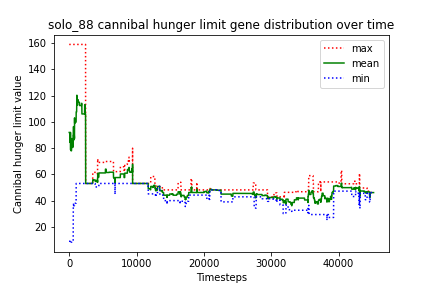 solo_88 cannibal hunger limit gene distribution over time
Cannibal hunger limit value
160
140
120
100
80
60
40
20
max
mean
min
0
10000
20000
30000
40000
Timesteps